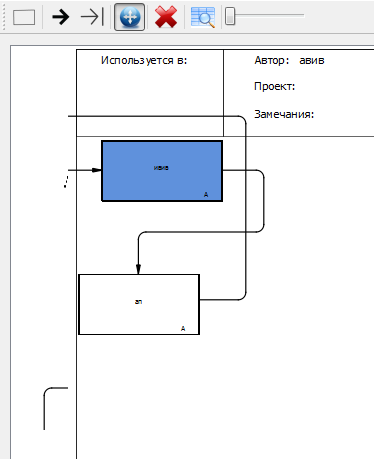 Используется в:
Автор: авив
Проект:
Замечания:
ивив
А
ап
А